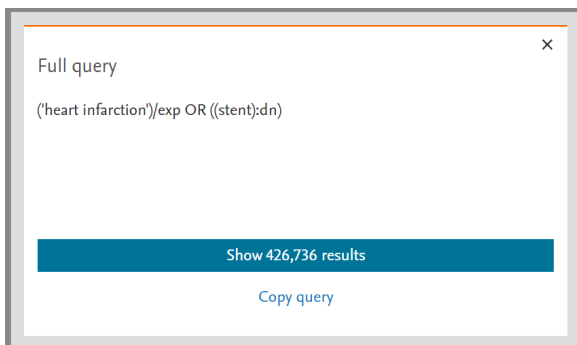 ×
Full query
('heart infarction')/exp OR ((stent):dn)
Show 426,736 results
Copy query